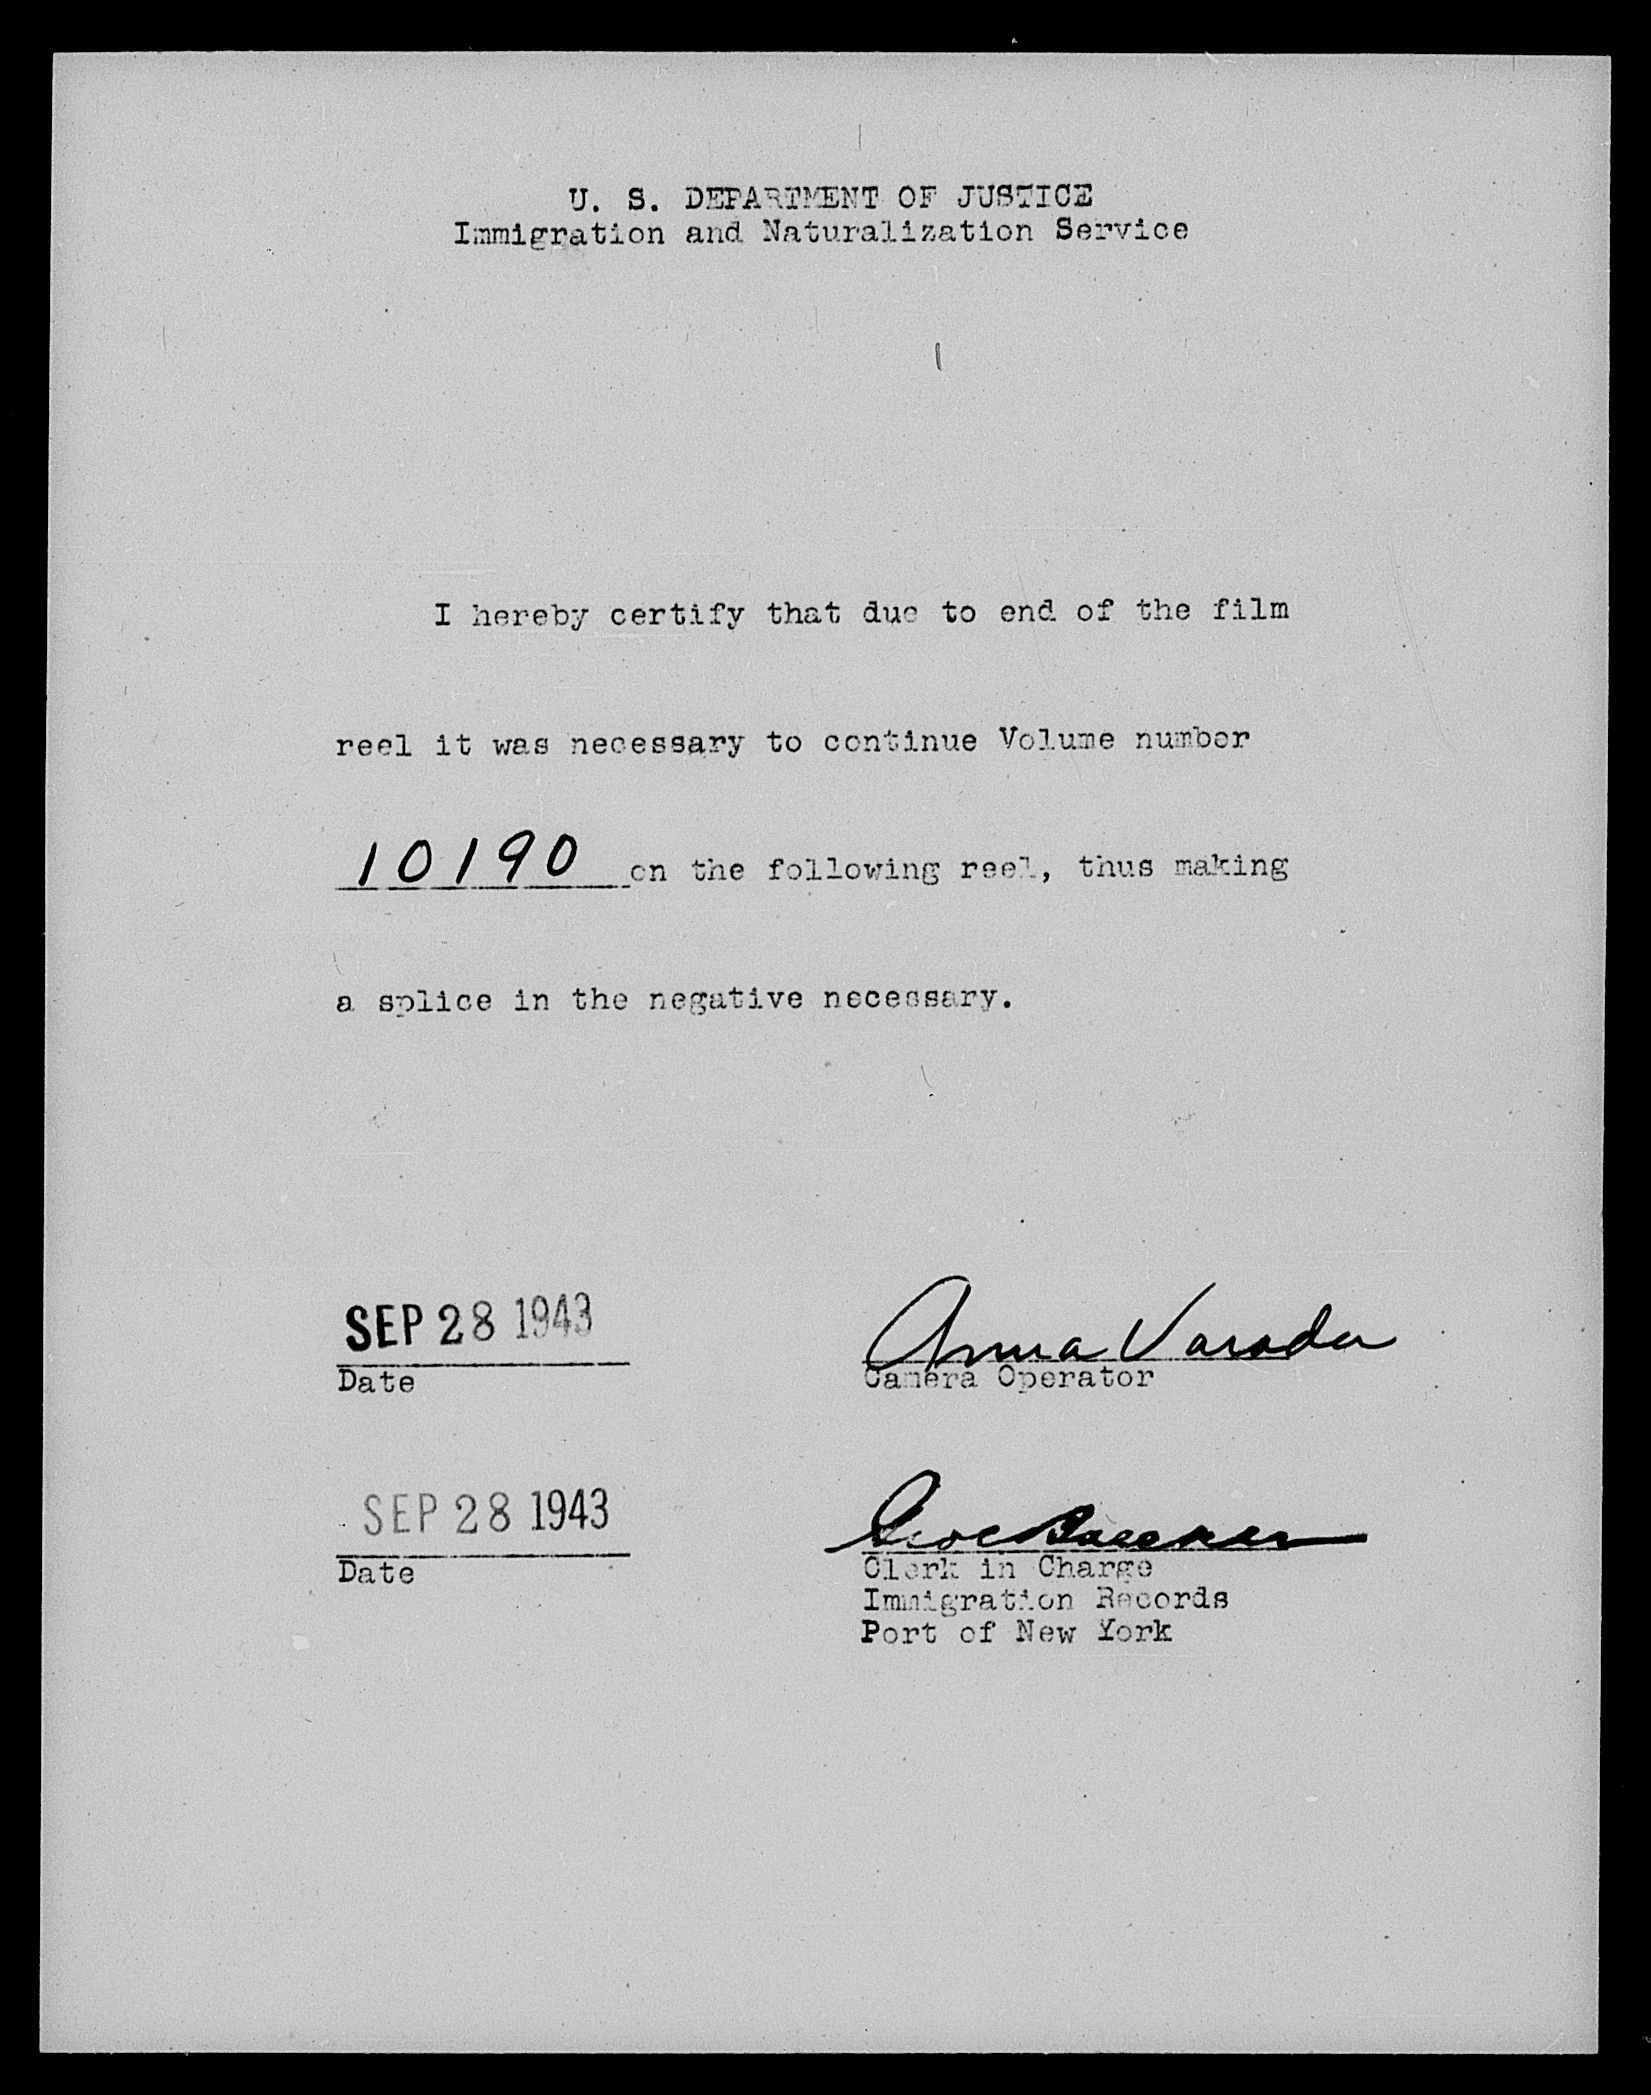 U. S. DEPARTMENT OF JUSTICE
Immigration and Naturalization Service
I hereby certify that due to end of the film
reel it was necessary to continue Volume number
10190 on the following reel, thus making
a splice in the negative necessary.
SEP 28 1943 Anna
Date Camera Operator
SEP 28 1943
Date Clerk in Charge
Immigration Records
Port of New York